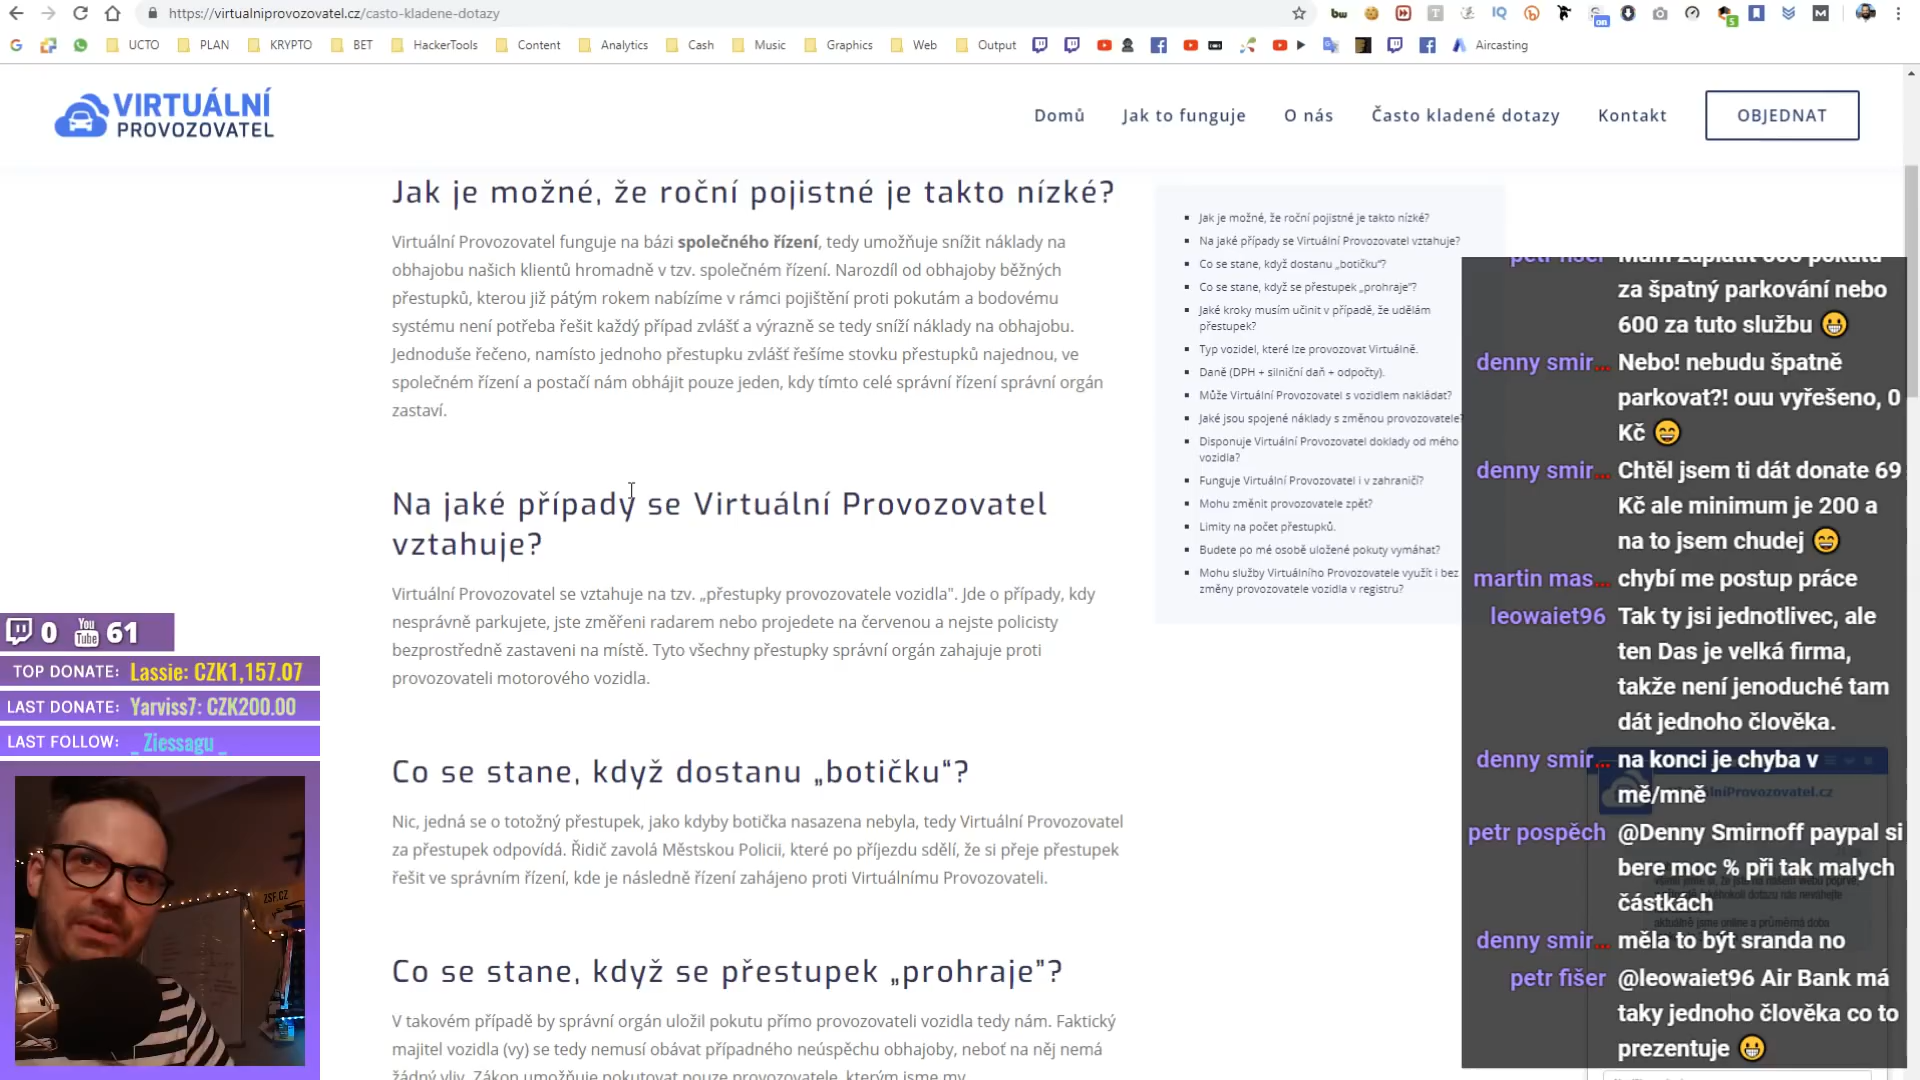 https://virtualniprovozovatel.cz/casto-kladene-dotazy
UCTO
PLAN
KRYPTO
BET
HackerTools
Content
Analytics
Cash
Music
Graphics
Web
Output
Aircasting
VIRTUÁLNÍ
PROVOZOVATEL
Domů
Jak to funguje
O nás
Často kladené dotazy
Kontakt
OBJEDNAT
Jak je možné, že roční pojistné je takto nízké?
Virtuální Provozovatel funguje na bázi společného řízení, tedy umožňuje snížit náklady na
obhajobu našich klientů hromadně v tzv. společném řízení. Narozdíl od obhajoby běžných
přestupků, kterou již pátým rokem nabízíme v rámci pojištění proti pokutám a bodovému
systému není potřeba řešit každý případ zvlášť a výrazně se tedy sníží náklady na obhajobu.
Jednoduše řečeno, namísto jednoho přestupku zvlášť řešíme stovku přestupků najednou, ve
společném řízení a postačí nám obhájit pouze jeden, kdy tímto celé správní řízení správní orgán
zastaví.
Na jaké případy se Virtuální Provozovatel
vztahuje?
Virtuální Provozovatel se vztahuje na tzv. „přestupky provozovatele vozidla". Jde o případy, kdy
nesprávně parkujete, jste změřeni radarem nebo projedete na červenou a nejste policisty
bezprostředně zastaveni na místě. Tyto všechny přestupky správní orgán zahajuje proti
provozovateli motorového vozidla.
Co se stane, když dostanu „botičku“?
Nic, jedná se o totožný přestupek, jako kdyby botička nasazena nebyla, tedy Virtuální Provozovatel
za přestupek odpovídá. Řidič zavolá Městskou Policii, které po příjezdu sdělí, že si přeje přestupek
řešit ve správním řízení, kde je následně řízení zahájeno proti Virtuálnímu Provozovateli.
Co se stane, když se přestupek „prohraje”?
V takovém případě by správní orgán uložil pokutu přímo provozovateli vozidla tedy nám. Faktický
majitel vozidla (vy) se tedy nemusí obávat případného neúspěchu obhajoby, neboť na něj nemá
žádný vliv. Zákon umožňuje pokutovat pouze provozovatele, kterým jsme my.
Jak je možné, že roční pojistné je takto nízké?
Na jaké případy se Virtuální Provozovatel vztahuje?
Co se stane, když dostanu „botičku“?
Co se stane, když se přestupek „prohraje“?
Jaké kroky musím učinit v případě, že udělám
přestupek?
Typ vozidel, které lze provozovat Virtuálně.
Daně (DPH + silniční daň + odpočty).
Může Virtuální Provozovatel s vozidlem nakládat?
Jaké jsou spojené náklady s změnou provozovatele?
Disponuje Virtuální Provozovatel doklady od mého
vozidla?
Funguje Virtuální Provozovatel i v zahraničí?
Mohu změnit provozovatele zpět?
Limity na počet přestupků.
Budete po mé osobě uložené pokuty vymáhat?
Mohu služby Virtuálního Provozovatele využít i bez
změny provozovatele vozidla v registru?
petr fišer Mám zaplatit 600 pokutu
za špatný parkování nebo
600 za tuto službu 😀
denny smir... Nebo! nebudu špatně
parkovat?! ouu vyřešeno, 0
Kč 😄
denny smir... Chtěl jsem ti dát donate 69
Kč ale minimum je 200 a
na to jsem chudej 😄
martin mas... chybí me postup práce
leowaiet96 Tak ty jsi jednotlivec, ale
ten Das je velká firma,
takže není jenoduché tam
dát jednoho člověka.
denny smir... na konci je chyba v
mě/mně
petr pospěch @Denny Smirnoff paypal si
bere moc % při tak malych
částkách
denny smir... měla to být sranda no
petr fišer @leowaiet96 Air Bank má
taky jednoho člověka co to
prezentuje 😀
0 You Tube 61
TOP DONATE: Lassie: CZK1,157.07
LAST DONATE: Yarviss7: CZK200.00
LAST FOLLOW: _ Ziessagu _
ZSF.CZ